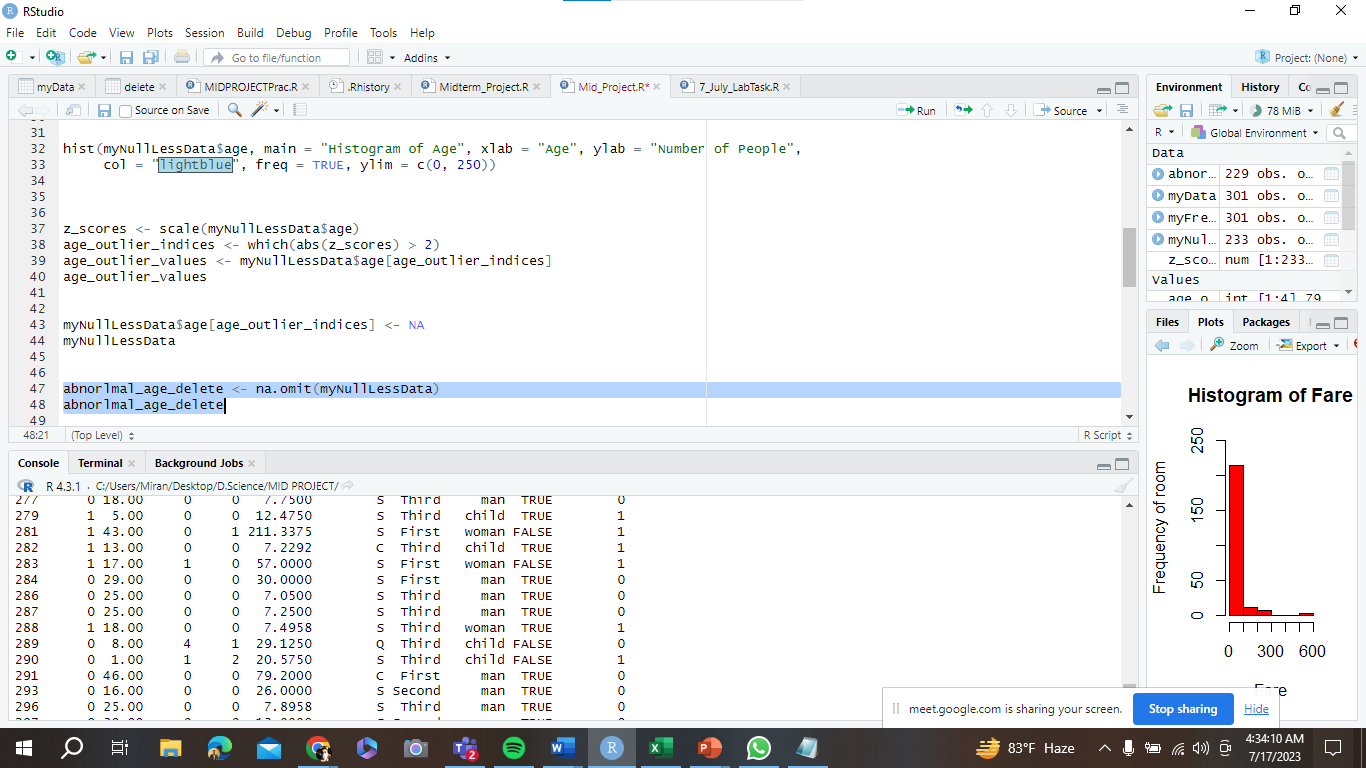 RStudio
File Edit Code View Plots Session Build Debug Profile Tools Help
Go to file/function Addins Project: (None)
myData delete MIDPROJECTPrac.R .Rhistory Midterm_Project.R Mid_Project.R* 7_July_LabTask.R
Source on Save Run Source
31
32 hist(myNullLessData$age, main = "Histogram of Age", xlab = "Age", ylab = "Number of People",
33 col = "lightblue", freq = TRUE, ylim = c(0, 250))
34
35
36
37 z_scores <- scale(myNullLessData$age)
38 age_outlier_indices <- which(abs(z_scores) > 2)
39 age_outlier_values <- myNullLessData$age[age_outlier_indices]
40 age_outlier_values
41
42
43 myNullLessData$age[age_outlier_indices] <- NA
44 myNullLessData
45
46
47 abnorlmal_age_delete <- na.omit(myNullLessData)
48 abnorlmal_age_delete
49
48:21 (Top Level) R Script
Console Terminal Background Jobs
R 4.3.1 · C:/Users/Miran/Desktop/D.Science/MID PROJECT/
277 0 18.00 0 0 7.7500 S Third man TRUE 0
279 1 5.00 0 0 12.4750 S Third child TRUE 1
281 1 43.00 0 1 211.3375 S First woman FALSE 1
282 1 13.00 0 0 7.2292 C Third child TRUE 1
283 1 17.00 1 0 57.0000 S First woman FALSE 1
284 0 29.00 0 0 30.0000 S First man TRUE 0
286 0 25.00 0 0 7.0500 S Third man TRUE 0
287 0 25.00 0 0 7.2500 S Third man TRUE 0
288 1 18.00 0 0 7.4958 S Third woman TRUE 1
289 0 8.00 4 1 29.1250 Q Third child FALSE 0
290 0 1.00 1 2 20.5750 S Third child FALSE 1
291 0 46.00 0 0 79.2000 C First man TRUE 0
293 0 16.00 0 0 26.0000 S Second man TRUE 0
296 0 25.00 0 0 7.8958 S Third man TRUE 0
Environment History Co
78 MiB
R Global Environment
Data
abnor... 229 obs. o...
myData 301 obs. o...
myFre... 301 obs. o...
myNul... 233 obs. o...
z_sco... num [1:233...
Values
age_o int [1:4] 79
Files Plots Packages
Zoom Export
Histogram of Fare
Frequency of room
0 50 150 250
0 300 600
Fare
meet.google.com is sharing your screen. Stop sharing Hide
2
83°F Haze
4:34:10 AM
7/17/2023